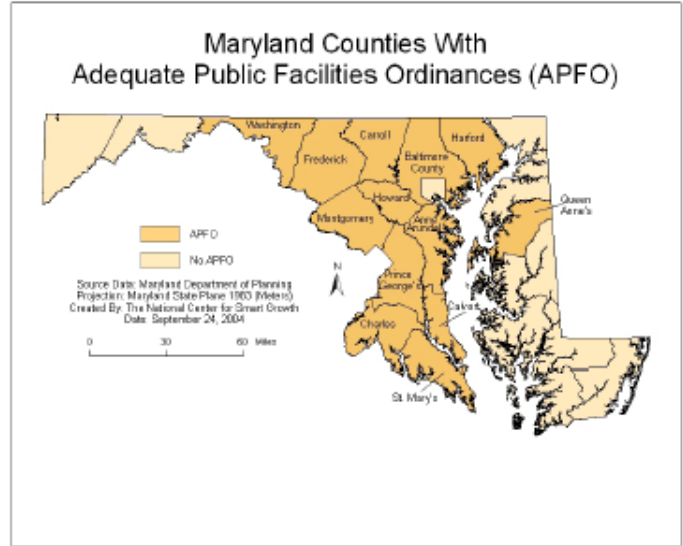 Maryland Counties With
Adequate Public Facilities Ordinances (APFO)
Washington
Carroll
Harford
Frederick
Baltimore
County
Howard
Montgomery
Anne
Arundel
Queen
Anne's
APFO
No APFO
N
Source Data: Maryland Department of Planning
Projection: Maryland State Plane 1983 (Meters)
Created By: The National Center for Smart Growth
Date: September 24, 2004
Prince
George's
Calvert
Charles
0 30 60 Miles
St. Mary's